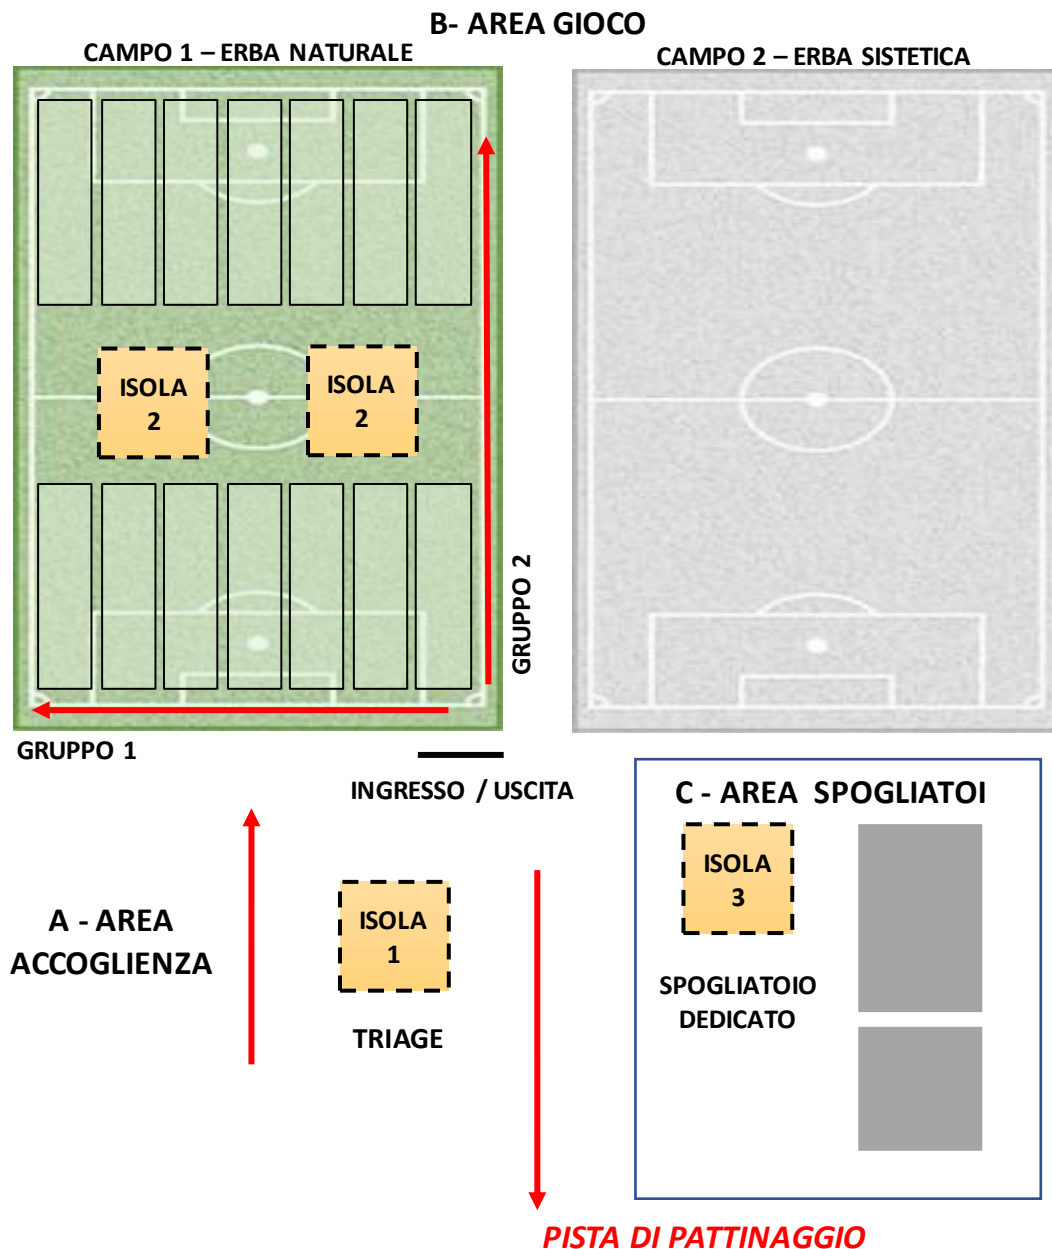 B- AREA GIOCO
CAMPO 1 – ERBA NATURALE
CAMPO 2 – ERBA SISTETICA
ISOLA
2
ISOLA
2
GRUPPO 2
GRUPPO 1
INGRESSO / USCITA
C - AREA SPOGLIATOI
ISOLA
3
SPOGLIATOIO
DEDICATO
A - AREA
ACCOGLIENZA
ISOLA
1
TRIAGE
PISTA DI PATTINAGGIO